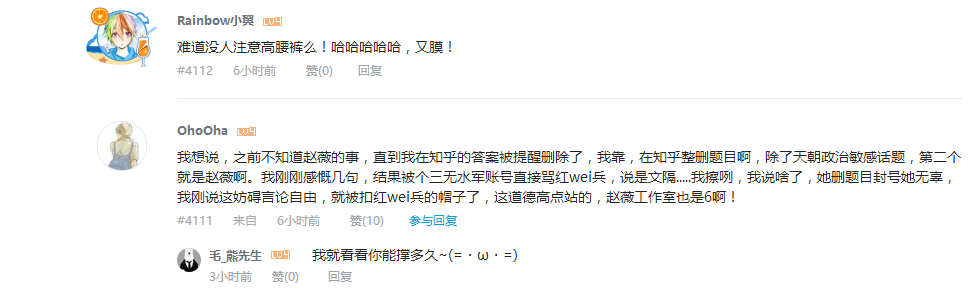 Rainbow小巭 LV4
难道没人注意高腰裤么！哈哈哈哈哈，又膜！
#4112 6小时前 赞(0) 回复
OhoOha LV4
我想说，之前不知道赵薇的事，直到我在知乎的答案被提醒删除了，我靠，在知乎整删题目啊，除了天朝政治敏感话题，第二个
就是赵薇啊。我刚刚感慨几句，结果被个三无水军账号直接骂红wei兵，说是文隔.....我擦咧，我说啥了，她删题目封号她无辜，
我刚说这妨碍言论自由，就被扣红wei兵的帽子了，这道德高点站的，赵薇工作室也是6啊！
#4111 来自 6小时前 赞(10) 参与回复
毛_熊先生 LV4 我就看看你能撑多久~(=・ω・=)
3小时前 赞(0) 回复